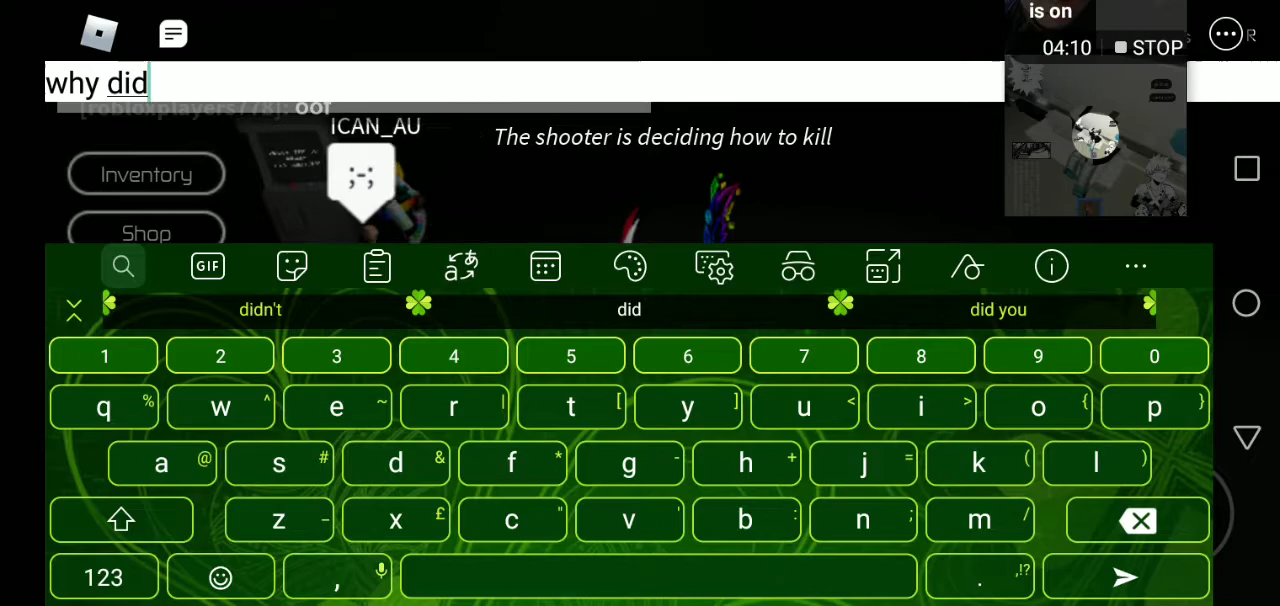 is on
04:10
STOP
R
why did
[robloxplayers778]: oof
ICAN_AU
The shooter is deciding how to kill
;-;
Inventory
Shop
GIF
didn't did did you
1 2 3 4 5 6 7 8 9 0
q % w ^ e ~ r | t [ y ] u < i > o { p }
a @ s # d & f * g - h + j = k ( l )
z _ x £ c " v ' b : n ; m /
123 , . ,!?